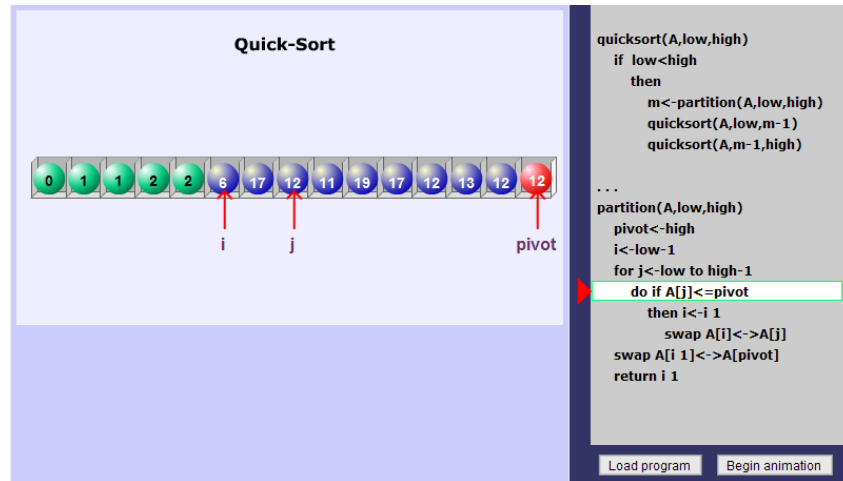 Quick-Sort
0 1 1 2 2 6 17 12 11 19 17 12 13 12 12
i j pivot
quicksort(A,low,high)
if low<high
then
m<-partition(A,low,high)
quicksort(A,low,m-1)
quicksort(A,m-1,high)
...
partition(A,low,high)
pivot<-high
i<-low-1
for j<-low to high-1
do if A[j]<=pivot
then i<-i 1
swap A[i]<->A[j]
swap A[i 1]<->A[pivot]
return i 1
Load program Begin animation